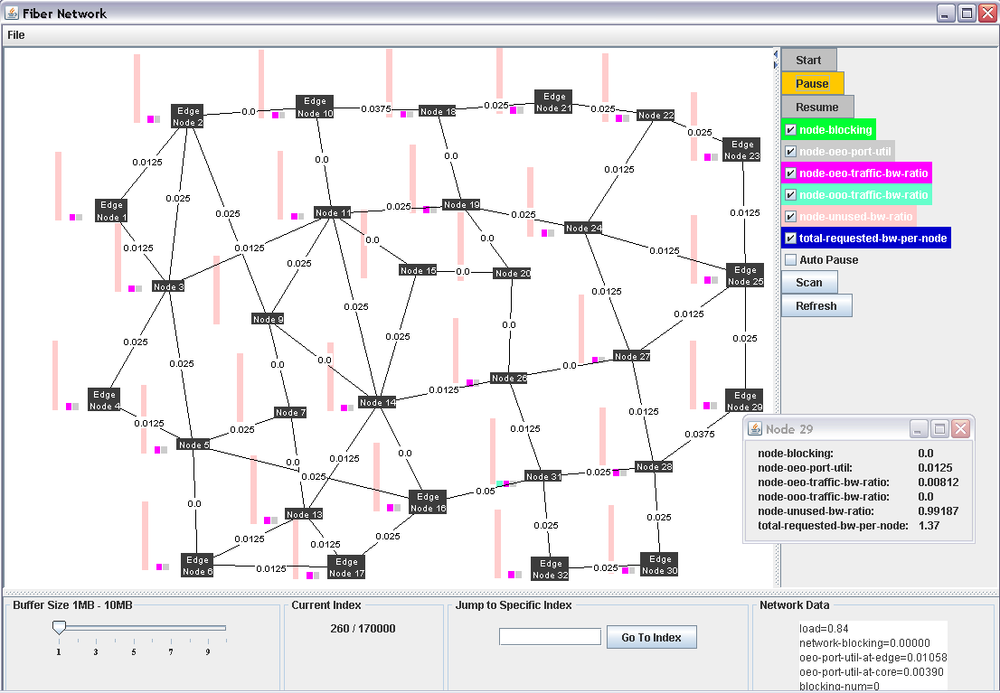 Fiber Network
File
Start
Pause
Resume
node-blocking
node-oeo-port-util
node-oeo-traffic-bw-ratio
node-ooo-traffic-bw-ratio
node-unused-bw-ratio
total-requested-bw-per-node
Auto Pause
Scan
Refresh
Edge
Node 2
0.0
Edge
Node 10
0.0375
Node 18
0.025
Edge
Node 21
0.025
Node 22
0.025
Edge
Node 23
0.0125
0.025
0.025
0.0
0.0
0.0125
0.0125
Edge
Node 1
Node 11
0.025
Node 19
0.025
Node 24
0.0125
0.0125
0.025
0.0
0.0
0.0125
Node 3
Node 15
0.0
Node 20
Edge
Node 25
0.0125
0.025
0.025
0.025
Node 9
0.025
0.0
0.0
0.025
0.0
0.0125
0.0125
0.025
Edge
Node 4
0.0125
Node 5
0.025
Node 7
Node 14
0.0125
Node 26
0.0
Node 27
0.0125
0.0125
Edge
Node 29
0.0375
0.0
0.0
0.025
0.0125
0.0
Node 13
Edge
Node 16
0.05
Node 31
0.025
Node 28
0.0125
0.0125
0.025
0.025
0.025
Edge
Node 6
0.0125
Edge
Node 17
Edge
Node 32
0.025
Edge
Node 30
Node 29
node-blocking: 0.0
node-oeo-port-util: 0.0125
node-oeo-traffic-bw-ratio: 0.00812
node-ooo-traffic-bw-ratio: 0.0
node-unused-bw-ratio: 0.99187
total-requested-bw-per-node: 1.37
Buffer Size 1MB - 10MB
1 3 5 7 9
Current Index
260 / 170000
Jump to Specific Index
Go To Index
Network Data
load=0.84
network-blocking=0.00000
oeo-port-util-at-edge=0.01058
oeo-port-util-at-core=0.00390
blocking-num=0